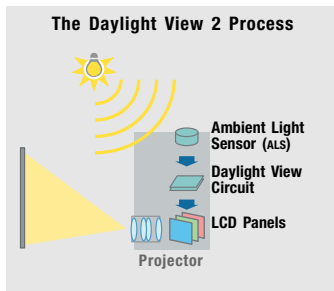 The Daylight View 2 Process
Ambient Light
Sensor (ALS)
Daylight View
Circuit
LCD Panels
Projector